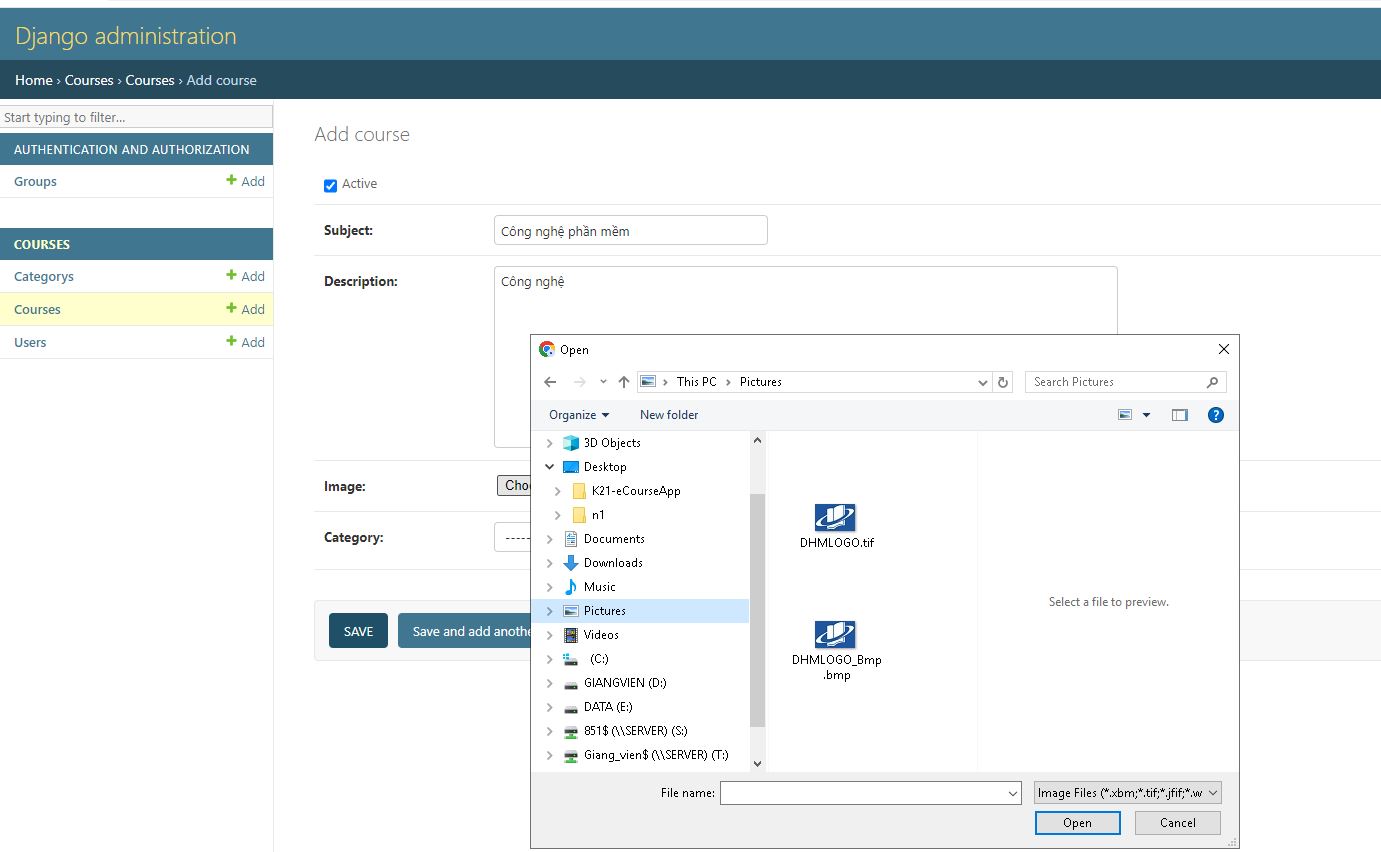 Django administration
Home › Courses › Courses › Add course
Start typing to filter...
AUTHENTICATION AND AUTHORIZATION
Groups
Add
COURSES
Categorys
Add
Courses
Add
Users
Add
Add course
Active
Subject:
Công nghệ phần mềm
Description:
Công nghệ
Image:
Choo
Category:
-----
SAVE
Save and add anothe
Open
This PC › Pictures
Search Pictures
Organize
New folder
3D Objects
Desktop
K21-eCourseApp
n1
Documents
Downloads
Music
Pictures
Videos
(C:)
GIANGVIEN (D:)
DATA (E:)
851$ (\\SERVER) (S:)
Giang_vien$ (\\SERVER) (T:)
DHMLOGO.tif
DHMLOGO_Bmp
.bmp
Select a file to preview.
File name:
Image Files (*.xbm;*.tif;*.jfif;*.w
Open
Cancel